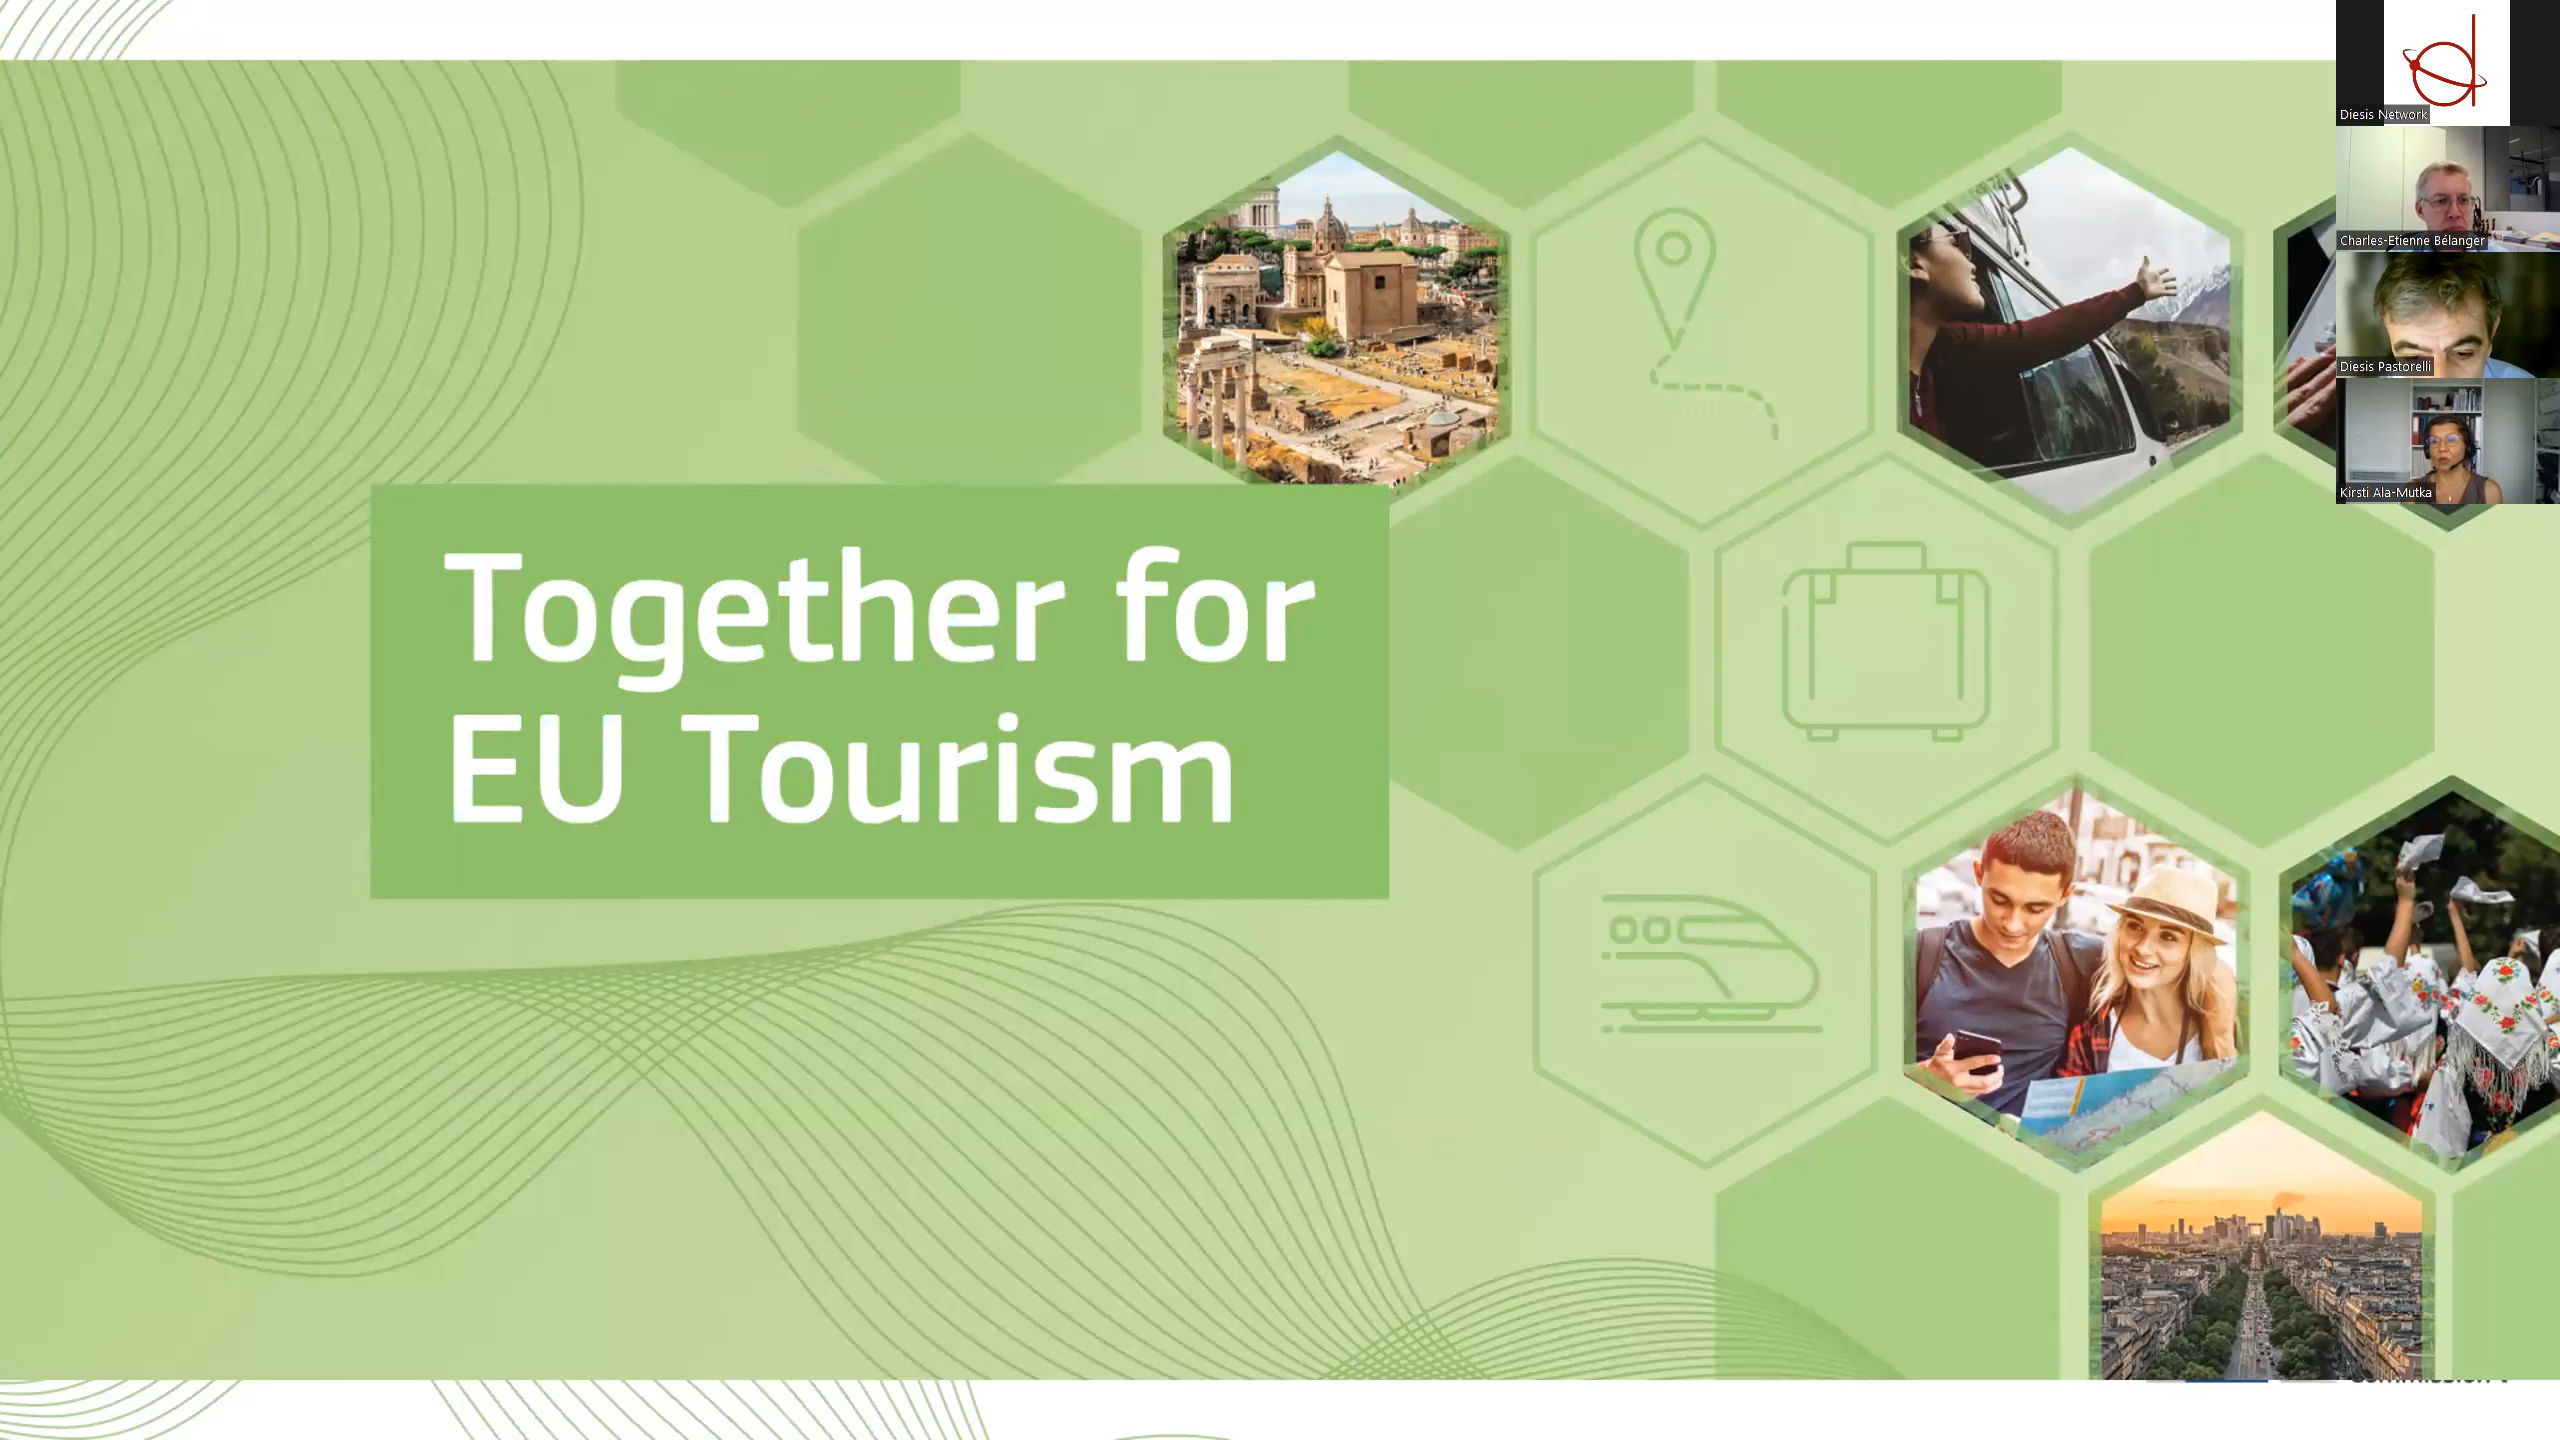 Together for
EU Tourism
Diesis Network
Charles-Etienne Bélanger
Diesis Pastorelli
Kirsti Ala-Mutka